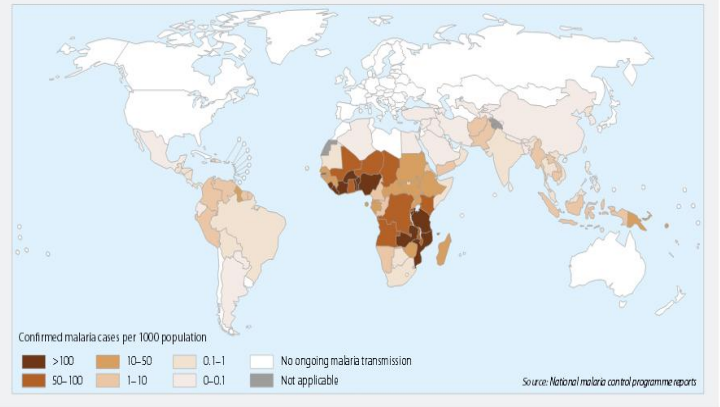 Confirmed malaria cases per 1000 population
>100 10–50 0.1–1 No ongoing malaria transmission
50–100 1–10 0–0.1 Not applicable
Source: National malaria control programme reports